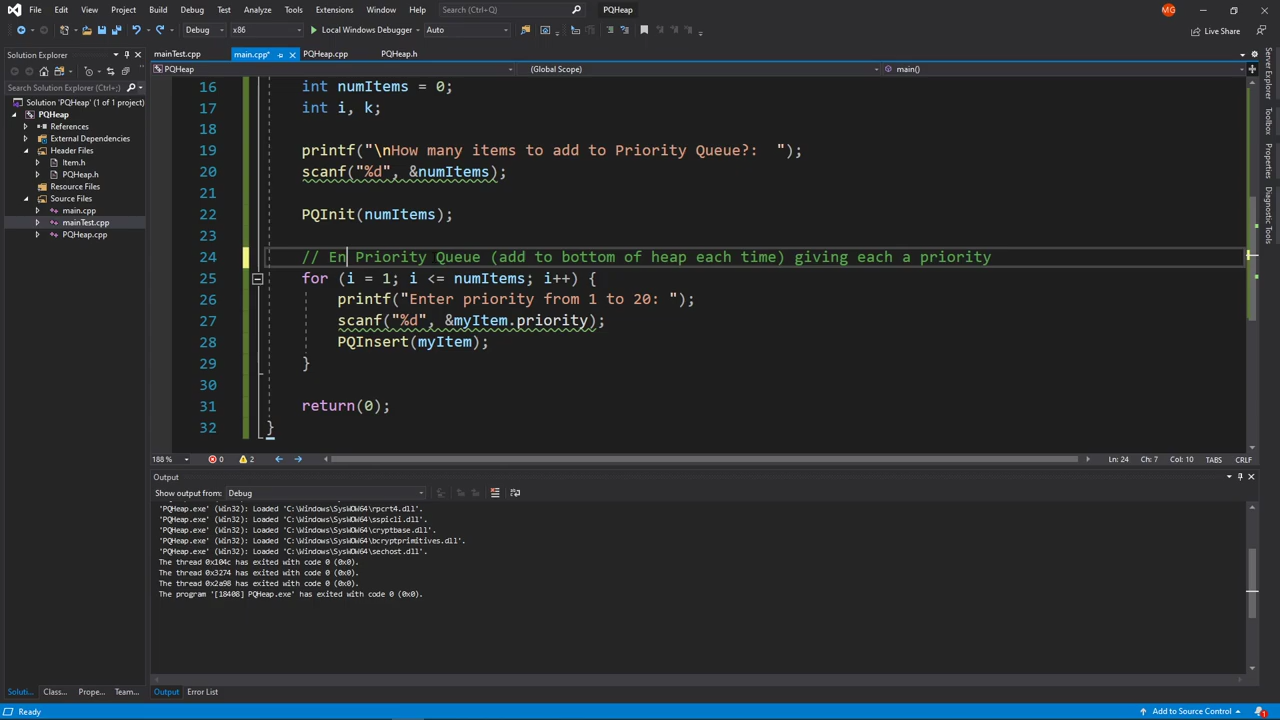 File Edit View Project Build Debug Test Analyze Tools Extensions Window Help Search (Ctrl+Q) PQHeap MG
Debug x86 Local Windows Debugger Auto Live Share
Solution Explorer
Search Solution Explorer
Solution 'PQHeap' (1 of 1 project)
PQHeap
References
External Dependencies
Header Files
Item.h
PQHeap.h
Resource Files
Source Files
main.cpp
mainTest.cpp
PQHeap.cpp
Soluti... Class... Prope... Team...
mainTest.cpp main.cpp* PQHeap.cpp PQHeap.h
PQHeap (Global Scope) main()
16 int numItems = 0;
17 int i, k;
18
19 printf("\nHow many items to add to Priority Queue?:  ");
20 scanf("%d", &numItems);
21
22 PQInit(numItems);
23
24 // En Priority Queue (add to bottom of heap each time) giving each a priority
25 for (i = 1; i <= numItems; i++) {
26 printf("Enter priority from 1 to 20: ");
27 scanf("%d", &myItem.priority);
28 PQInsert(myItem);
29 }
30
31 return(0);
32 }
188 % 0 2 Ln: 24 Ch: 7 Col: 10 TABS CRLF
Output
Show output from: Debug
'PQHeap.exe' (Win32): Loaded 'C:\Windows\SysWOW64\rpcrt4.dll'.
'PQHeap.exe' (Win32): Loaded 'C:\Windows\SysWOW64\sspicli.dll'.
'PQHeap.exe' (Win32): Loaded 'C:\Windows\SysWOW64\cryptbase.dll'.
'PQHeap.exe' (Win32): Loaded 'C:\Windows\SysWOW64\bcryptprimitives.dll'.
'PQHeap.exe' (Win32): Loaded 'C:\Windows\SysWOW64\sechost.dll'.
The thread 0x104c has exited with code 0 (0x0).
The thread 0x3274 has exited with code 0 (0x0).
The thread 0x2a98 has exited with code 0 (0x0).
The program '[18408] PQHeap.exe' has exited with code 0 (0x0).
Output Error List
Server Explorer
Toolbox
Properties
Diagnostic Tools
Ready Add to Source Control 1